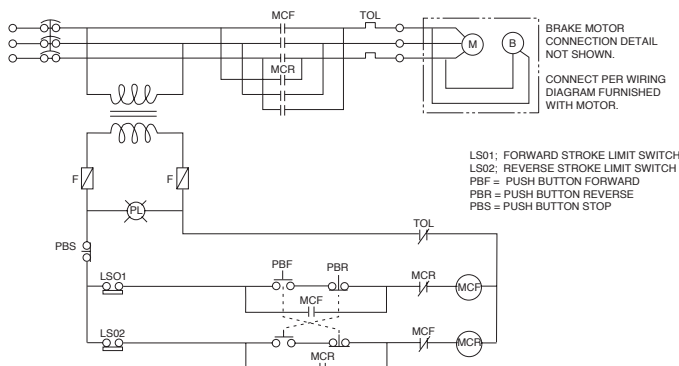 MCF
TOL
MCR
M
B
BRAKE MOTOR
CONNECTION DETAIL
NOT SHOWN.
CONNECT PER WIRING
DIAGRAM FURNISHED
WITH MOTOR.
LS01; FORWARD STROKE LIMIT SWITCH
LS02; REVERSE STROKE LIMIT SWITCH
PBF = PUSH BUTTON FORWARD
PBR = PUSH BUTTON REVERSE
PBS = PUSH BUTTON STOP
F
F
PL
TOL
PBS
LSO1
PBF
PBR
MCR
MCF
MCF
LS02
MCF
MCR
MCR